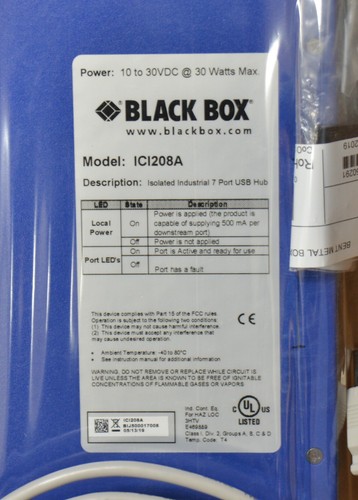 Power: 10 to 30VDC @ 30 Watts Max.
BLACK BOX
www.blackbox.com
Model: ICI208A
Description: Isolated Industrial 7 Port USB Hub
LED State Description
Local Power On Power is applied (the product is capable of supplying 500 mA per downstream port)
Off Power is not applied
Port LED's On Port is Active and ready for use
Off Port has a fault
This device complies with Part 15 of the FCC rules.
Operation is subject to the following two conditions:
(1) This device may not cause harmful interference.
(2) This device must accept any interference that
may cause undesired operation.
CE
• Ambient Temperature: -40 to 80°C
• See instruction manual for additional information
WARNING: DO NOT REMOVE OR REPLACE WHILE CIRCUIT IS
LIVE UNLESS THE AREA IS KNOWN TO BE FREE OF IGNITABLE
CONCENTRATIONS OF FLAMMABLE GASES OR VAPORS
ICI208A
Ind. Cont. Eq.
For HAZ LOC
Class I, Div. 2, Groups A, B, C & D
Temp. Code: T4
C UL US
LISTED
2019
BENT METAL BOX